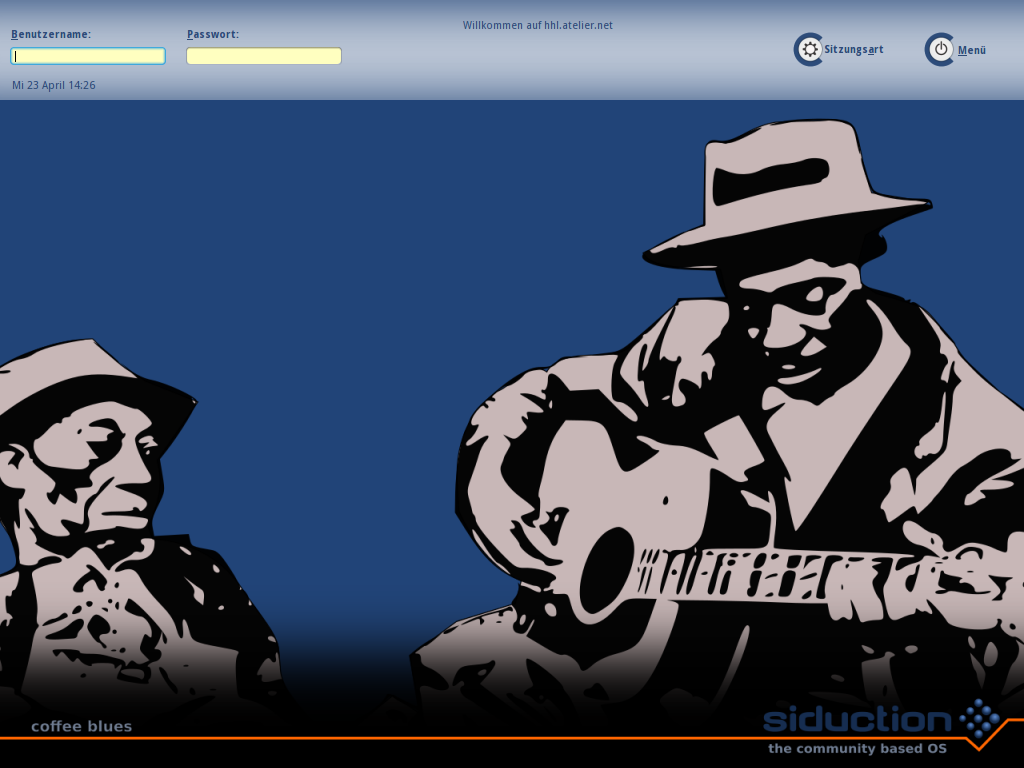 Willkommen auf hhl.atelier.net
Benutzername:
Passwort:
Sitzungsart
Menü
Mi 23 April 14:26
coffee blues
siduction
the community based OS